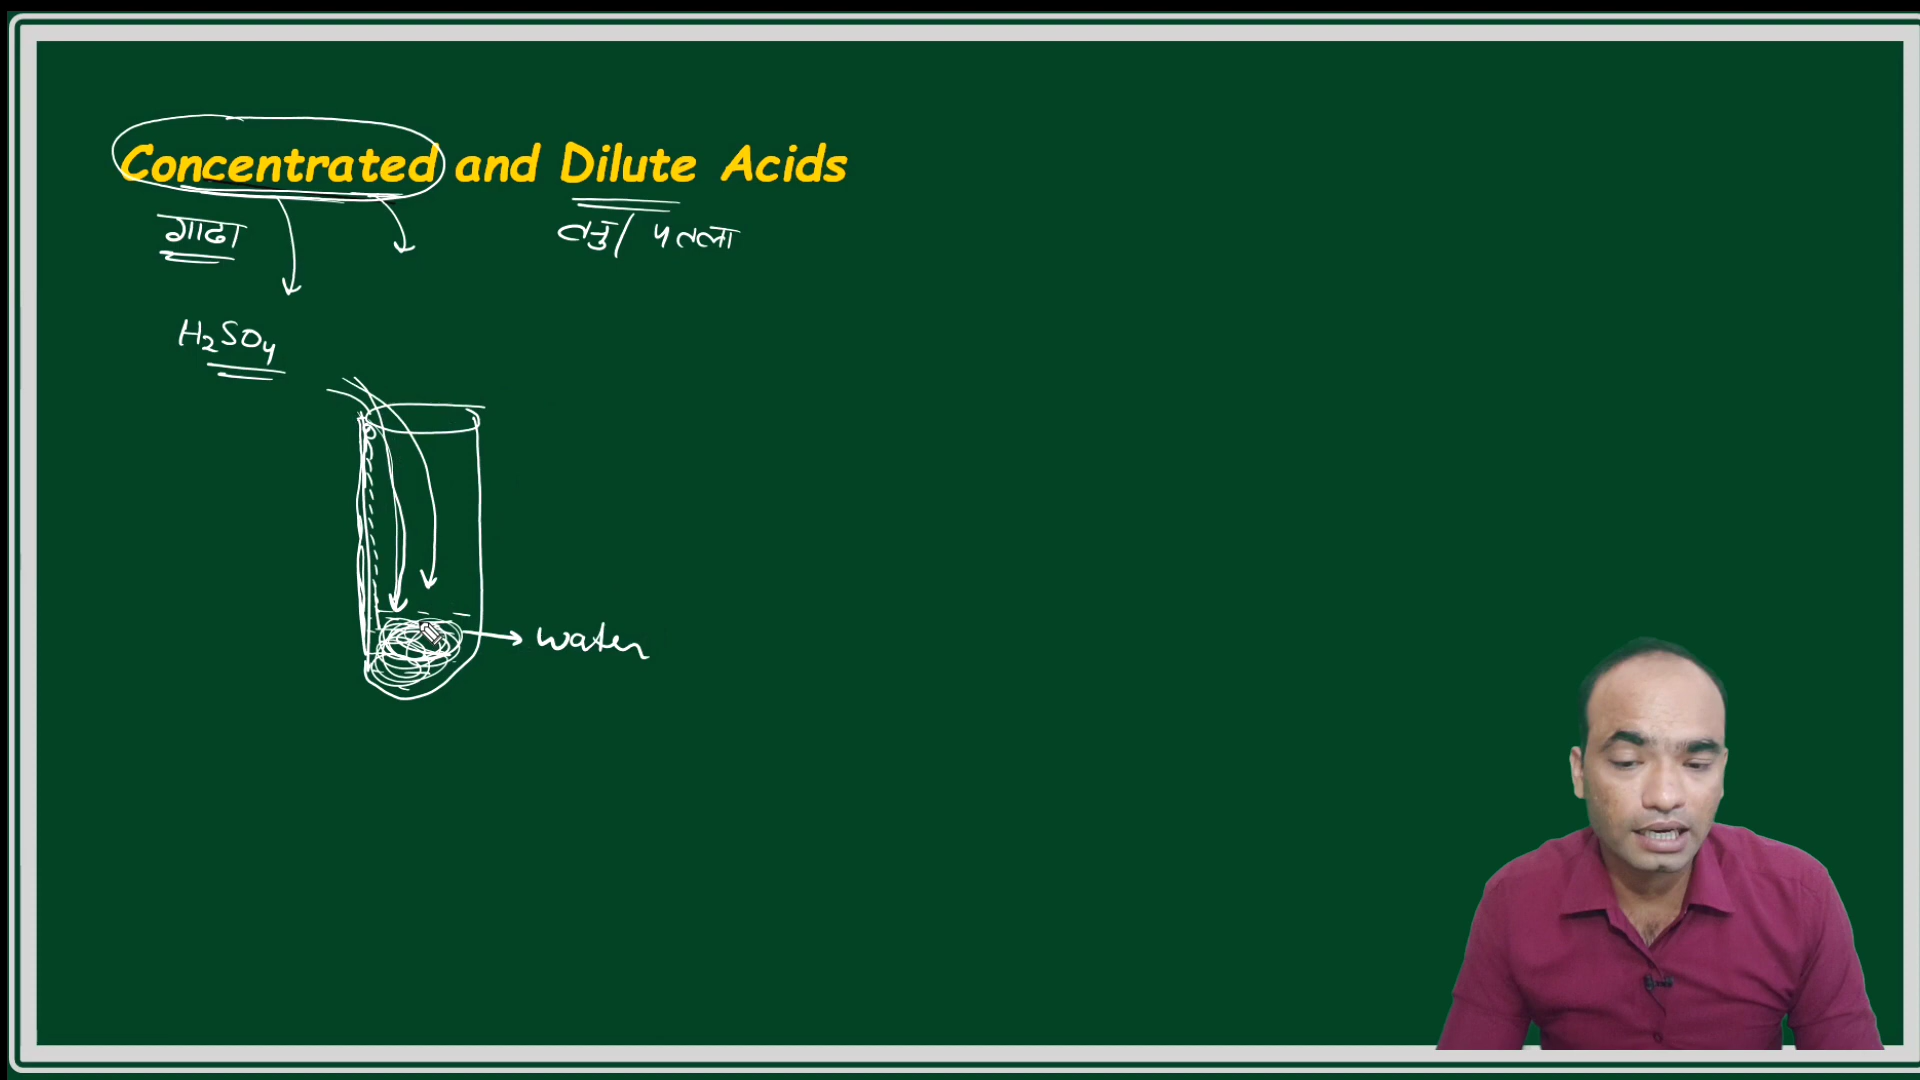 Concentrated and Dilute Acids
गाढा तनु/ पतला
H₂SO₄
water